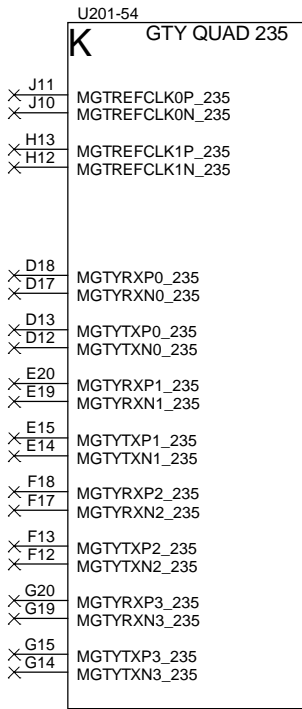 U201-54
K GTY QUAD 235
J11 MGTREFCLK0P_235
J10 MGTREFCLK0N_235
H13 MGTREFCLK1P_235
H12 MGTREFCLK1N_235
D18 MGTYRXP0_235
D17 MGTYRXN0_235
D13 MGTYTXP0_235
D12 MGTYTXN0_235
E20 MGTYRXP1_235
E19 MGTYRXN1_235
E15 MGTYTXP1_235
E14 MGTYTXN1_235
F18 MGTYRXP2_235
F17 MGTYRXN2_235
F13 MGTYTXP2_235
F12 MGTYTXN2_235
G20 MGTYRXP3_235
G19 MGTYRXN3_235
G15 MGTYTXP3_235
G14 MGTYTXN3_235